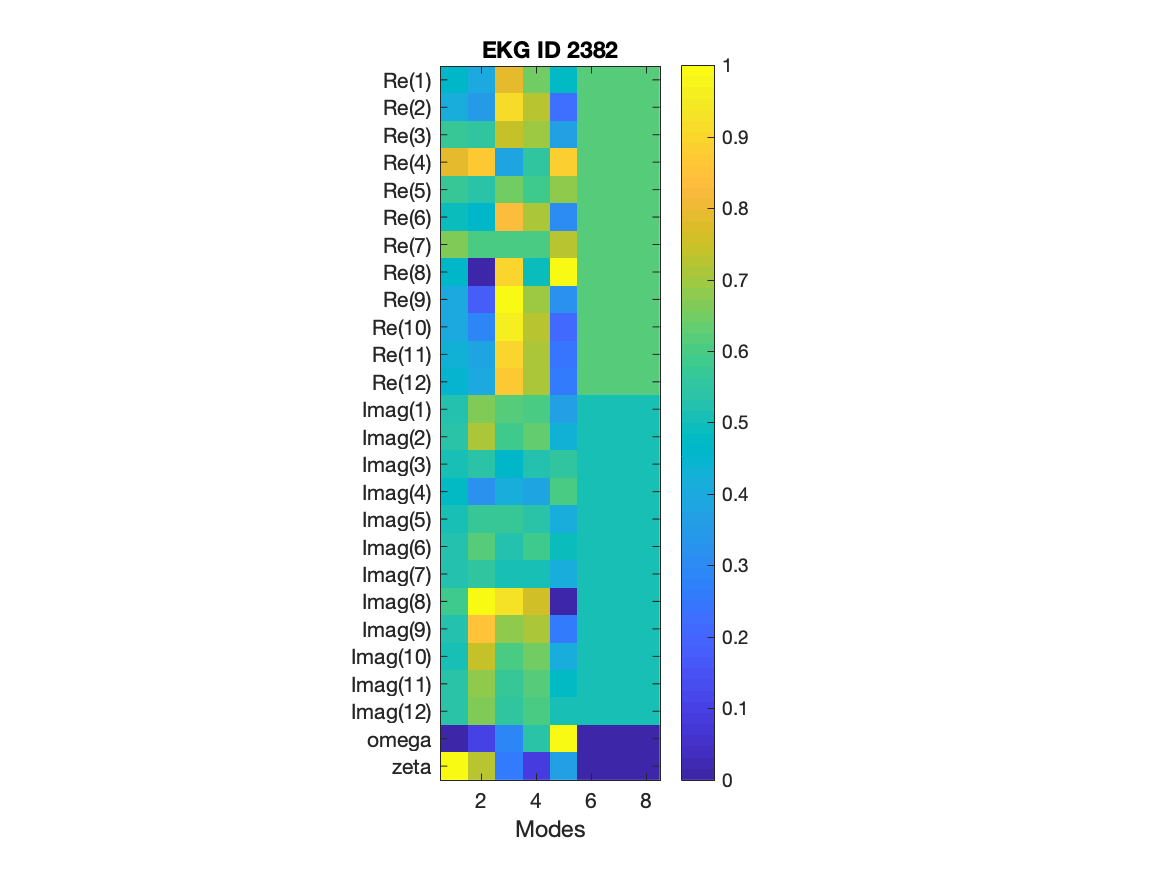 EKG ID 2382
Re(1)
Re(2)
Re(3)
Re(4)
Re(5)
Re(6)
Re(7)
Re(8)
Re(9)
Re(10)
Re(11)
Re(12)
Imag(1)
Imag(2)
Imag(3)
Imag(4)
Imag(5)
Imag(6)
Imag(7)
Imag(8)
Imag(9)
Imag(10)
Imag(11)
Imag(12)
omega
zeta
2 4 6 8
Modes
1
0.9
0.8
0.7
0.6
0.5
0.4
0.3
0.2
0.1
0